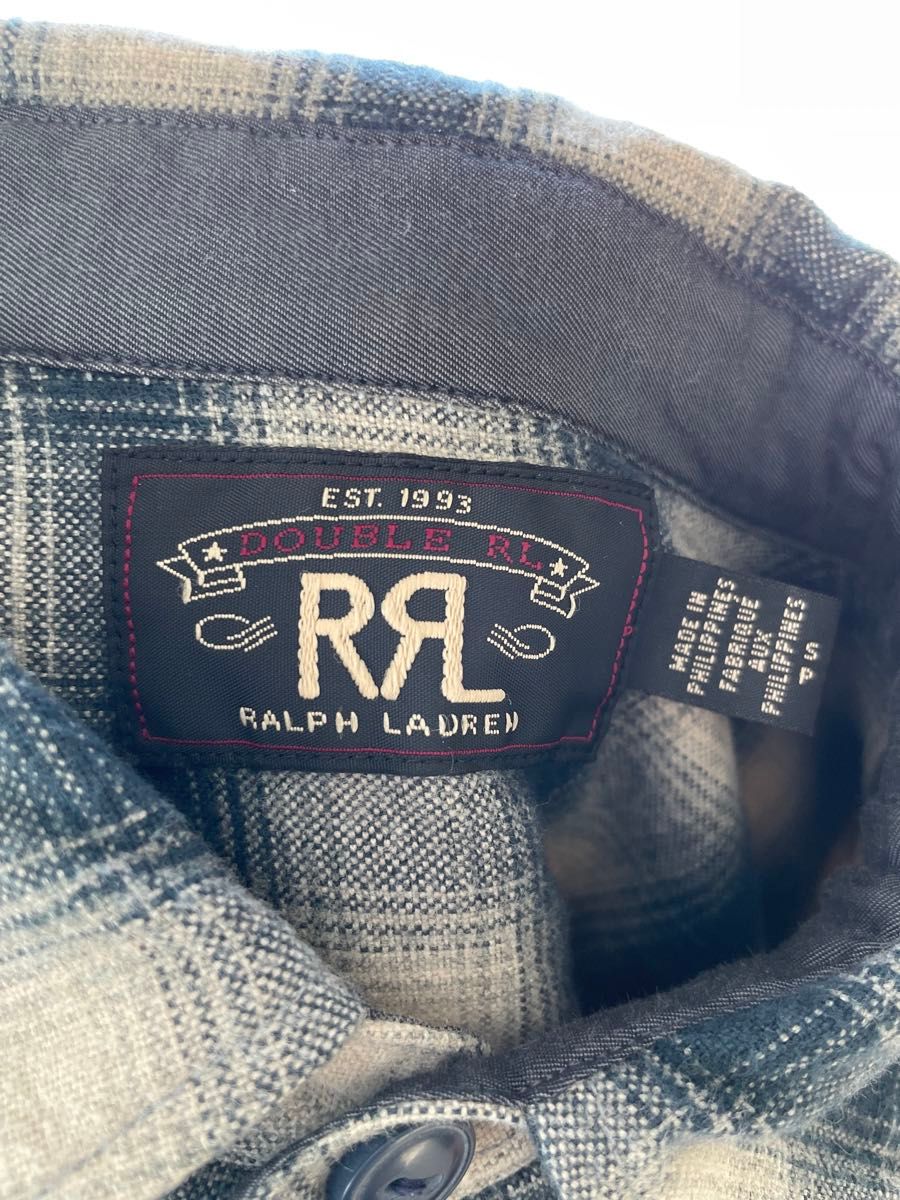 EST. 1993
DOUBLE RL
RRL
RALPH LAUREN
MADE IN
PHILIPPINES
FABRIQUE
AUX
PHILIPPINES
S
P